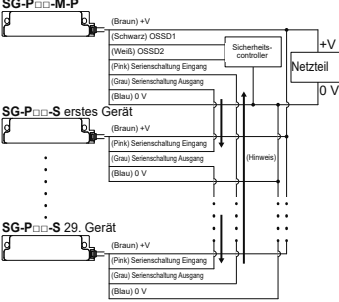 SG-P□□-M-P
(Braun) +V
(Schwarz) OSSD1
(Weiß) OSSD2
(Pink) Serienschaltung Eingang
(Grau) Serienschaltung Ausgang
(Blau) 0 V
Sicherheits-
controller
+V
Netzteil
0 V
SG-P□□-S erstes Gerät
(Braun) +V
(Pink) Serienschaltung Eingang
(Grau) Serienschaltung Ausgang
(Blau) 0 V
(Hinweis)
SG-P□□-S 29. Gerät
(Braun) +V
(Pink) Serienschaltung Eingang
(Grau) Serienschaltung Ausgang
(Blau) 0 V